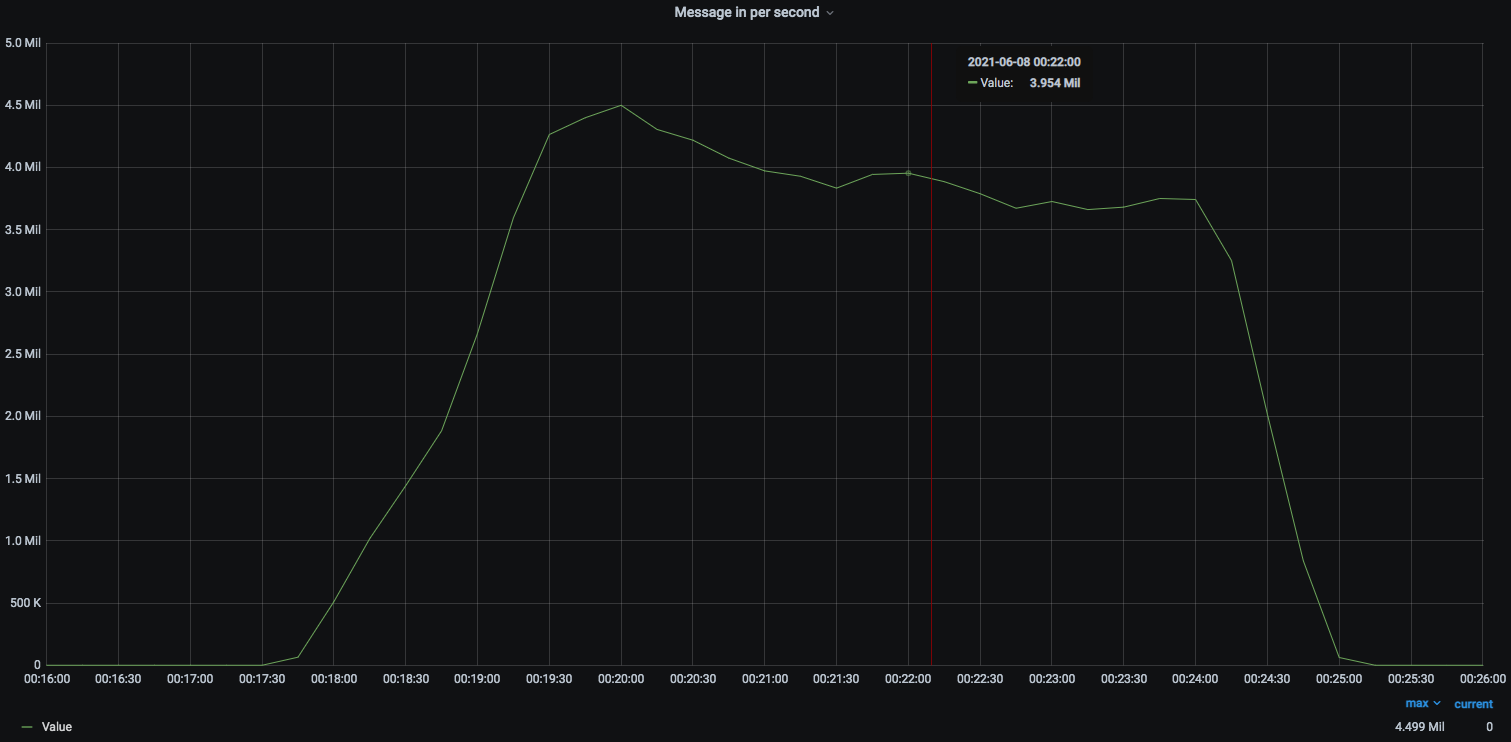 Message in per second
5.0 Mil
2021-06-08 00:22:00
Value: 3.954 Mil
4.5 Mil
4.0 Mil
3.5 Mil
3.0 Mil
2.5 Mil
2.0 Mil
1.5 Mil
1.0 Mil
500 K
0
00:16:00 00:16:30 00:17:00 00:17:30 00:18:00 00:18:30 00:19:00 00:19:30 00:20:00 00:20:30 00:21:00 00:21:30 00:22:00 00:22:30 00:23:00 00:23:30 00:24:00 00:24:30 00:25:00 00:25:30 00:26:00
max current
Value 4.499 Mil 0